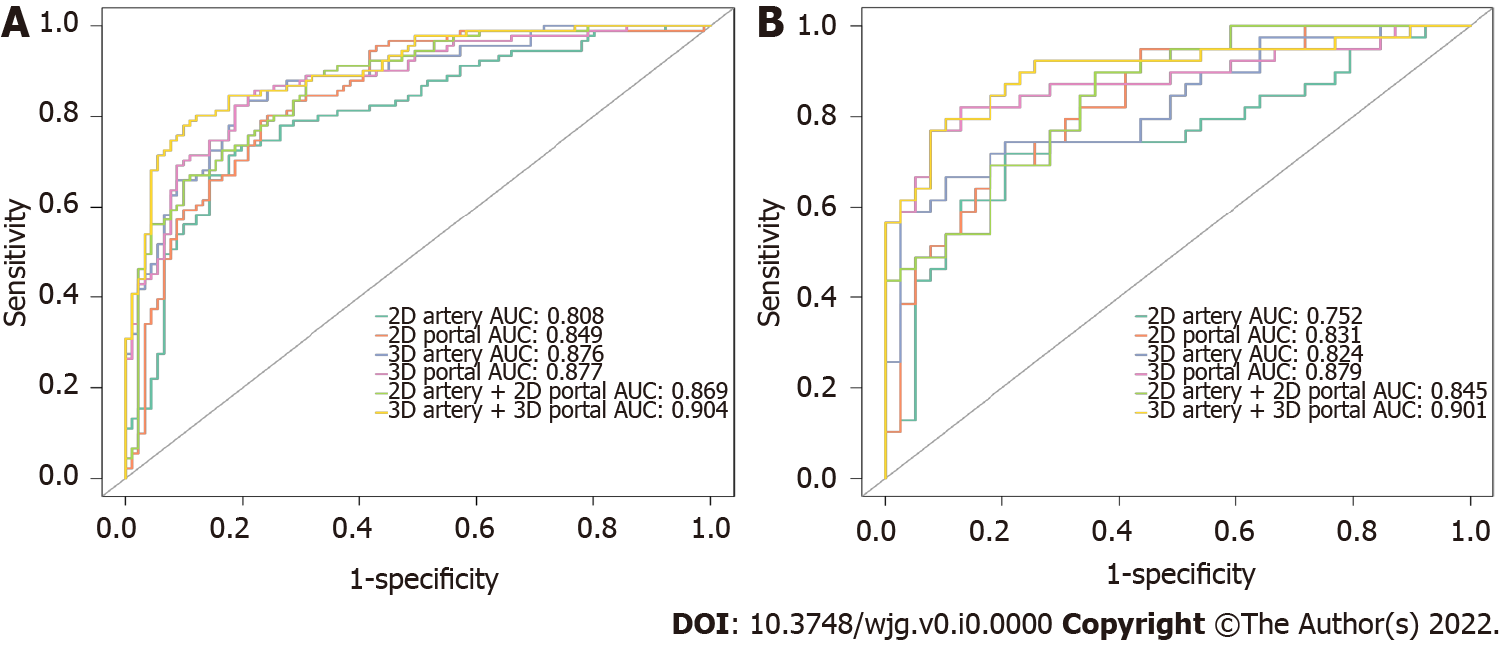 A
Sensitivity
1.0
0.8
0.6
0.4
0.2
0.0
2D artery AUC: 0.808
2D portal AUC: 0.849
3D artery AUC: 0.876
3D portal AUC: 0.877
2D artery + 2D portal AUC: 0.869
3D artery + 3D portal AUC: 0.904
0.0 0.2 0.4 0.6 0.8 1.0
1-specificity
B
Sensitivity
1.0
0.8
0.6
0.4
0.2
0.0
2D artery AUC: 0.752
2D portal AUC: 0.831
3D artery AUC: 0.824
3D portal AUC: 0.879
2D artery + 2D portal AUC: 0.845
3D artery + 3D portal AUC: 0.901
0.0 0.2 0.4 0.6 0.8 1.0
1-specificity
DOI: 10.3748/wjg.v0.i0.0000 Copyright ©The Author(s) 2022.